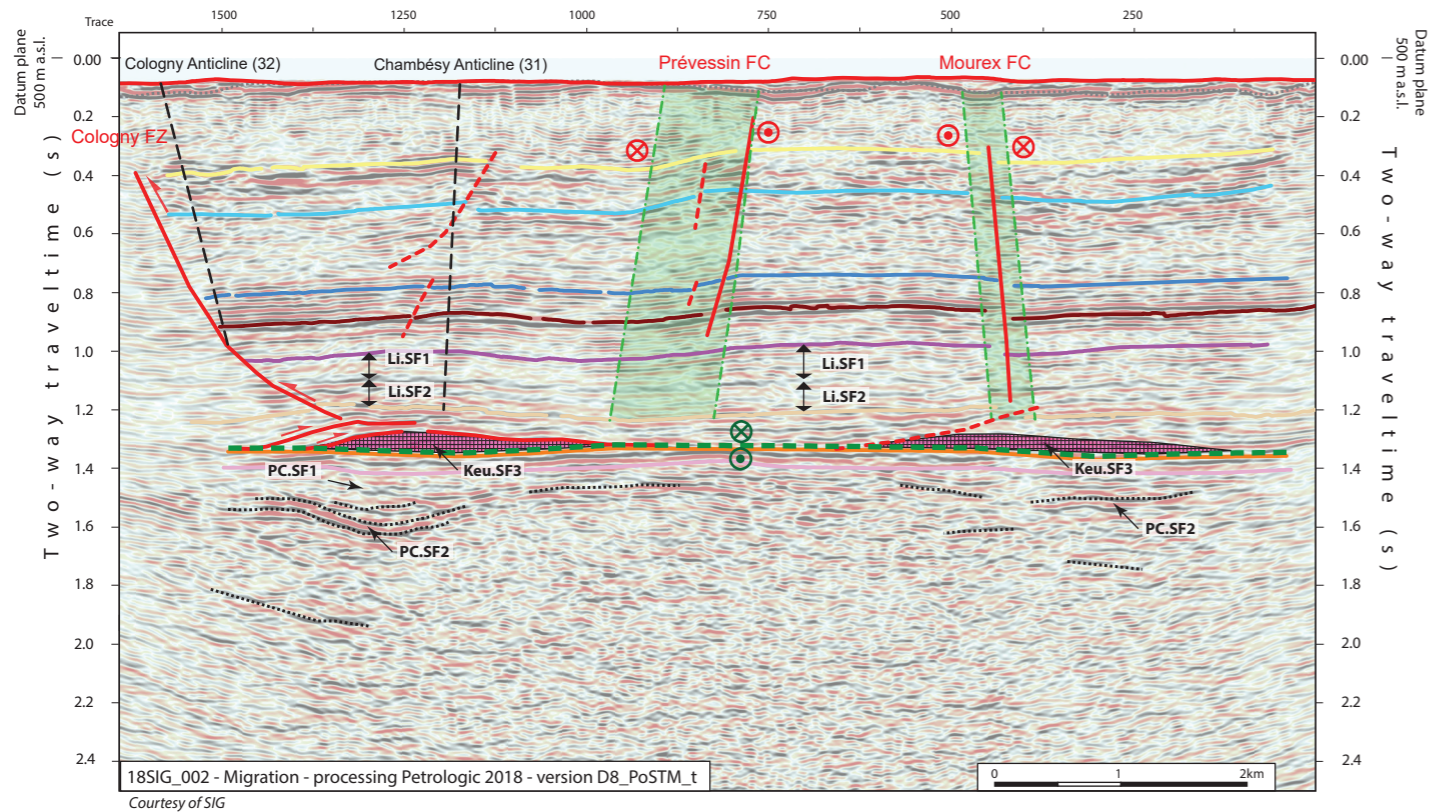 Trace
1500
1250
1000
750
500
250
Datum plane
500 m a.s.l.
Datum plane
500 m a.s.l.
0.00
0.00
Cologny Anticline (32)
Chambésy Anticline (31)
Prévessin FC
Mourex FC
Cologny FZ
0.2
0.2
0.4
0.4
0.6
0.6
0.8
0.8
1.0
1.0
Li.SF1
Li.SF1
Li.SF2
Li.SF2
1.2
1.2
1.4
1.4
PC.SF1
Keu.SF3
Keu.SF3
1.6
1.6
PC.SF2
PC.SF2
1.8
1.8
2.0
2.0
2.2
2.2
2.4
2.4
Two-way traveltime (s)
Two-way traveltime (s)
18SIG_002 - Migration - processing Petrologic 2018 - version D8_PoSTM_t
0
1
2km
Courtesy of SIG